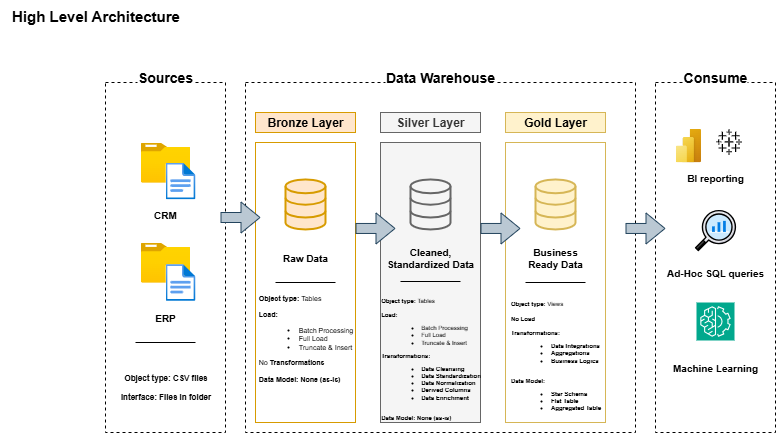 High Level Architecture
Sources
CRM
ERP
Object type: CSV files
Interface: Files in folder
Data Warehouse
Bronze Layer
Raw Data
Object type: Tables
Load:
Batch Processing
Full Load
Truncate & Insert
No Transformations
Data Model: None (as-is)
Silver Layer
Cleaned,
Standardized Data
Object type: Tables
Load:
Batch Processing
Full Load
Truncate & Insert
Transformations:
Data Cleansing
Data Standardization
Data Normalization
Derived Columns
Data Enrichment
Data Model: None (as-is)
Gold Layer
Business
Ready Data
Object type: Views
No Load
Transformations:
Data Integrations
Aggregations
Business Logics
Data Model:
Star Schema
Flat Table
Aggregated Table
Consume
BI reporting
Ad-Hoc SQL queries
Machine Learning